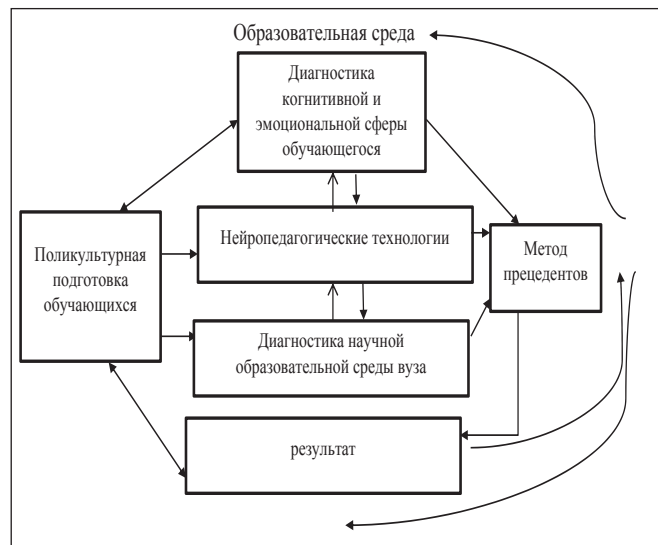 Образовательная среда
Диагностика
когнитивной и
эмоциональной сферы
обучающегося
Нейропедагогические технологии
Поликультурная
подготовка
обучающихся
Метод
прецедентов
Диагностика научной
образовательной среды вуза
результат